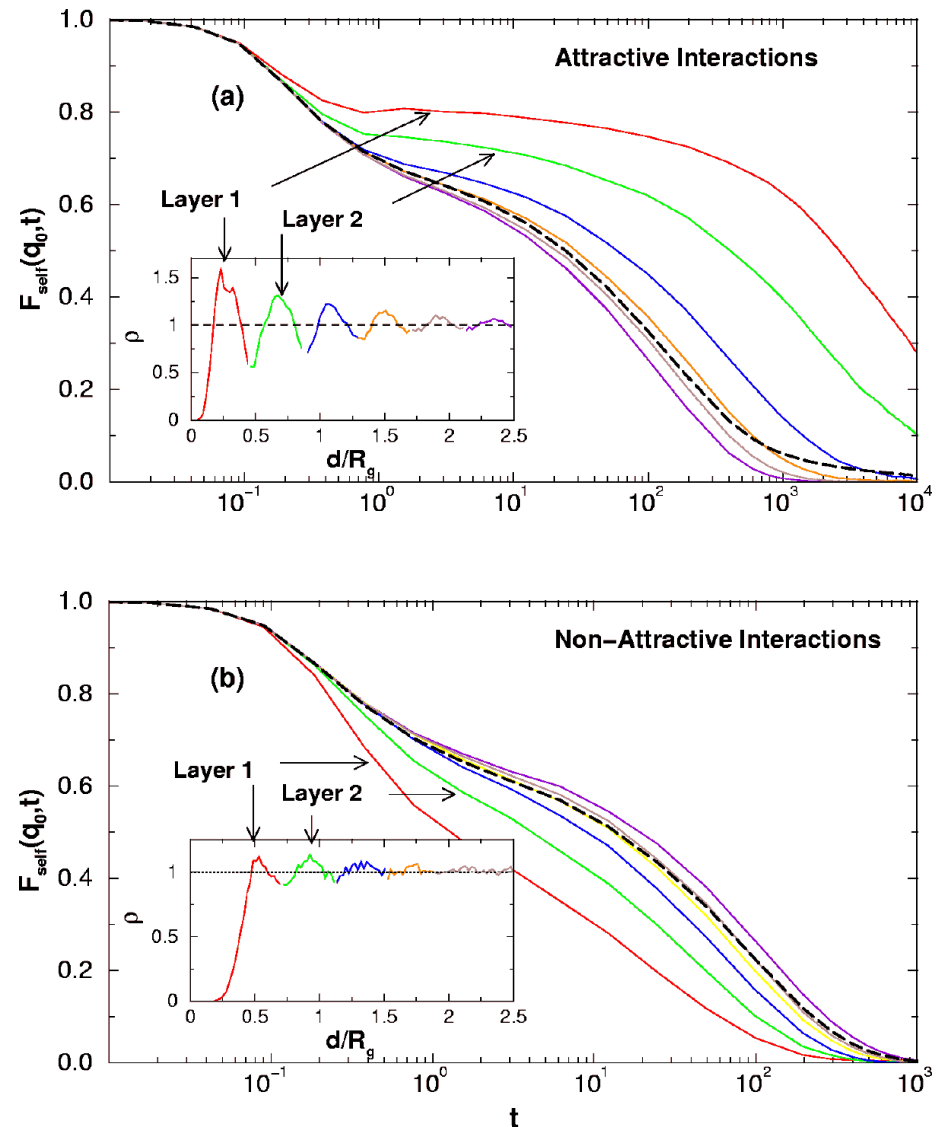 1.0
0.8
0.6
0.4
0.2
0.0
F_self(q_0,t)
Attractive Interactions
(a)
Layer 1
Layer 2
1.5
1
0.5
0
ρ
0 0.5 1 1.5 2 2.5
d/R_g
10^-1 10^0 10^1 10^2 10^3 10^4
1.0
0.8
0.6
0.4
0.2
0.0
F_self(q_0,t)
Non-Attractive Interactions
(b)
Layer 1
Layer 2
1
0.5
0
ρ
0 0.5 1 1.5 2 2.5
d/R_g
10^-1 10^0 10^1 10^2 10^3
t